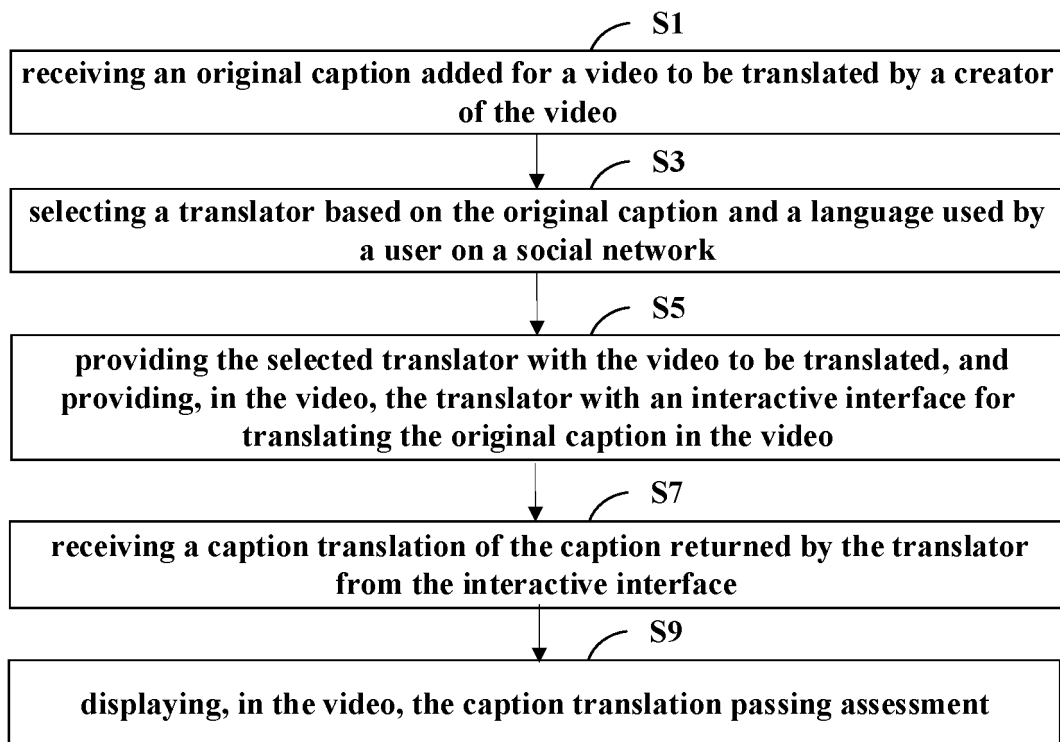 S1
receiving an original caption added for a video to be translated by a creator
of the video
S3
selecting a translator based on the original caption and a language used by
a user on a social network
S5
providing the selected translator with the video to be translated, and
providing, in the video, the translator with an interactive interface for
translating the original caption in the video
S7
receiving a caption translation of the caption returned by the translator
from the interactive interface
S9
displaying, in the video, the caption translation passing assessment